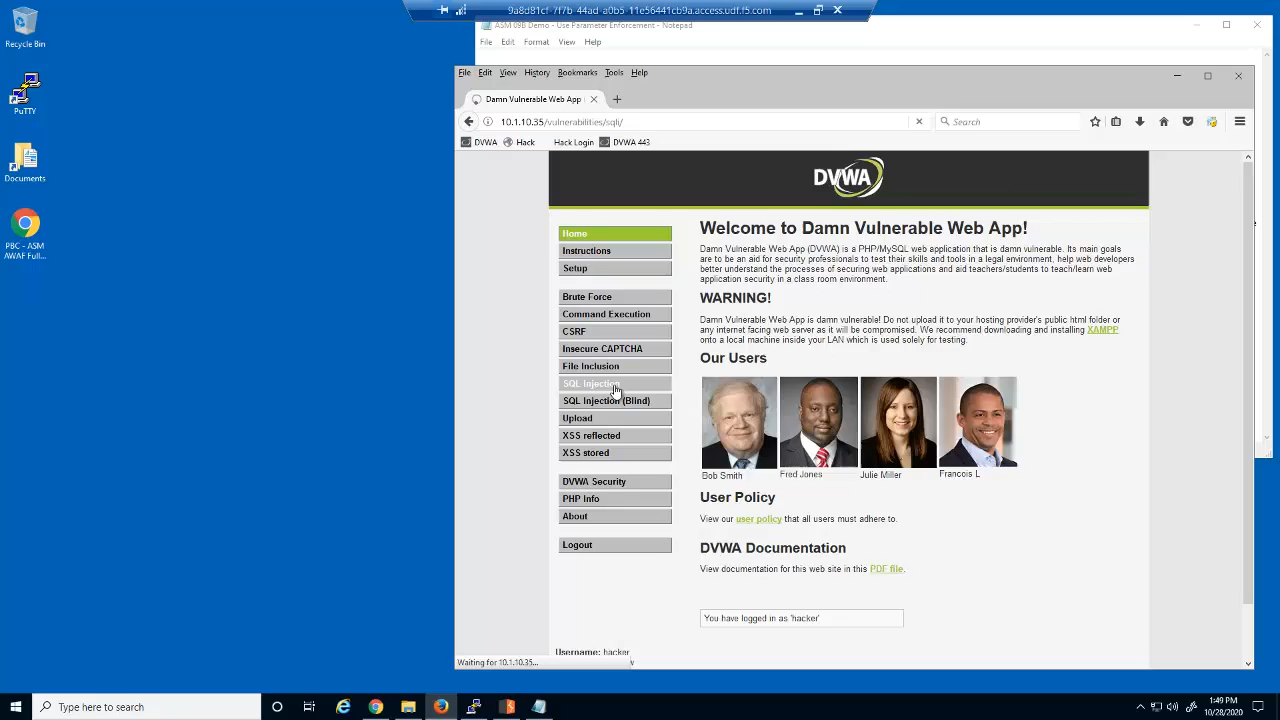 9a8d81cf-7f7b-44ad-a0b5-11e56441cb9a.access.udf.f5.com
Recycle Bin
PuTTY
Documents
PBC - ASM
AWAF Full...
ASM 09B Demo - Use Parameter Enforcement - Notepad
File Edit Format View Help
File Edit View History Bookmarks Tools Help
Damn Vulnerable Web App
10.1.10.35/vulnerabilities/sqli/
Search
DVWA Hack Hack Login DVWA 443
DVWA
Home
Instructions
Setup
Brute Force
Command Execution
CSRF
Insecure CAPTCHA
File Inclusion
SQL Injection
SQL Injection (Blind)
Upload
XSS reflected
XSS stored
DVWA Security
PHP Info
About
Logout
Welcome to Damn Vulnerable Web App!
Damn Vulnerable Web App (DVWA) is a PHP/MySQL web application that is damn vulnerable. Its main goals
are to be an aid for security professionals to test their skills and tools in a legal environment, help web developers
better understand the processes of securing web applications and aid teachers/students to teach/learn web
application security in a class room environment.
WARNING!
Damn Vulnerable Web App is damn vulnerable! Do not upload it to your hosting provider's public html folder or
any internet facing web server as it will be compromised. We recommend downloading and installing XAMPP
onto a local machine inside your LAN which is used solely for testing.
Our Users
Bob Smith Fred Jones Julie Miller Francois L
User Policy
View our user policy that all users must adhere to.
DVWA Documentation
View documentation for this web site in this PDF file.
You have logged in as 'hacker'
Username: hacker
Waiting for 10.1.10.35...
Type here to search
1:49 PM
10/28/2020